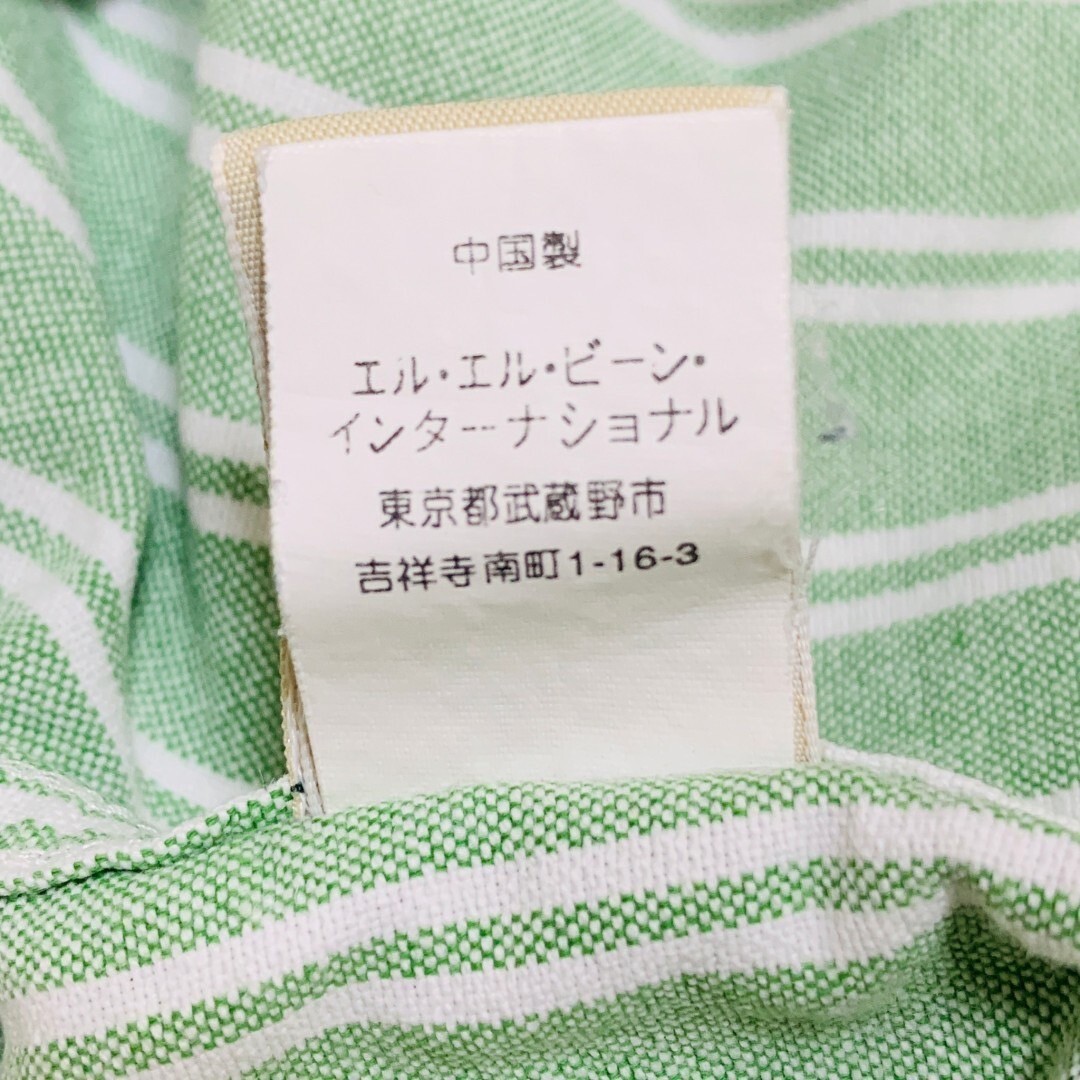 中国製
エル・エル・ビーン・
インターナショナル
東京都武蔵野市
吉祥寺南町1-16-3